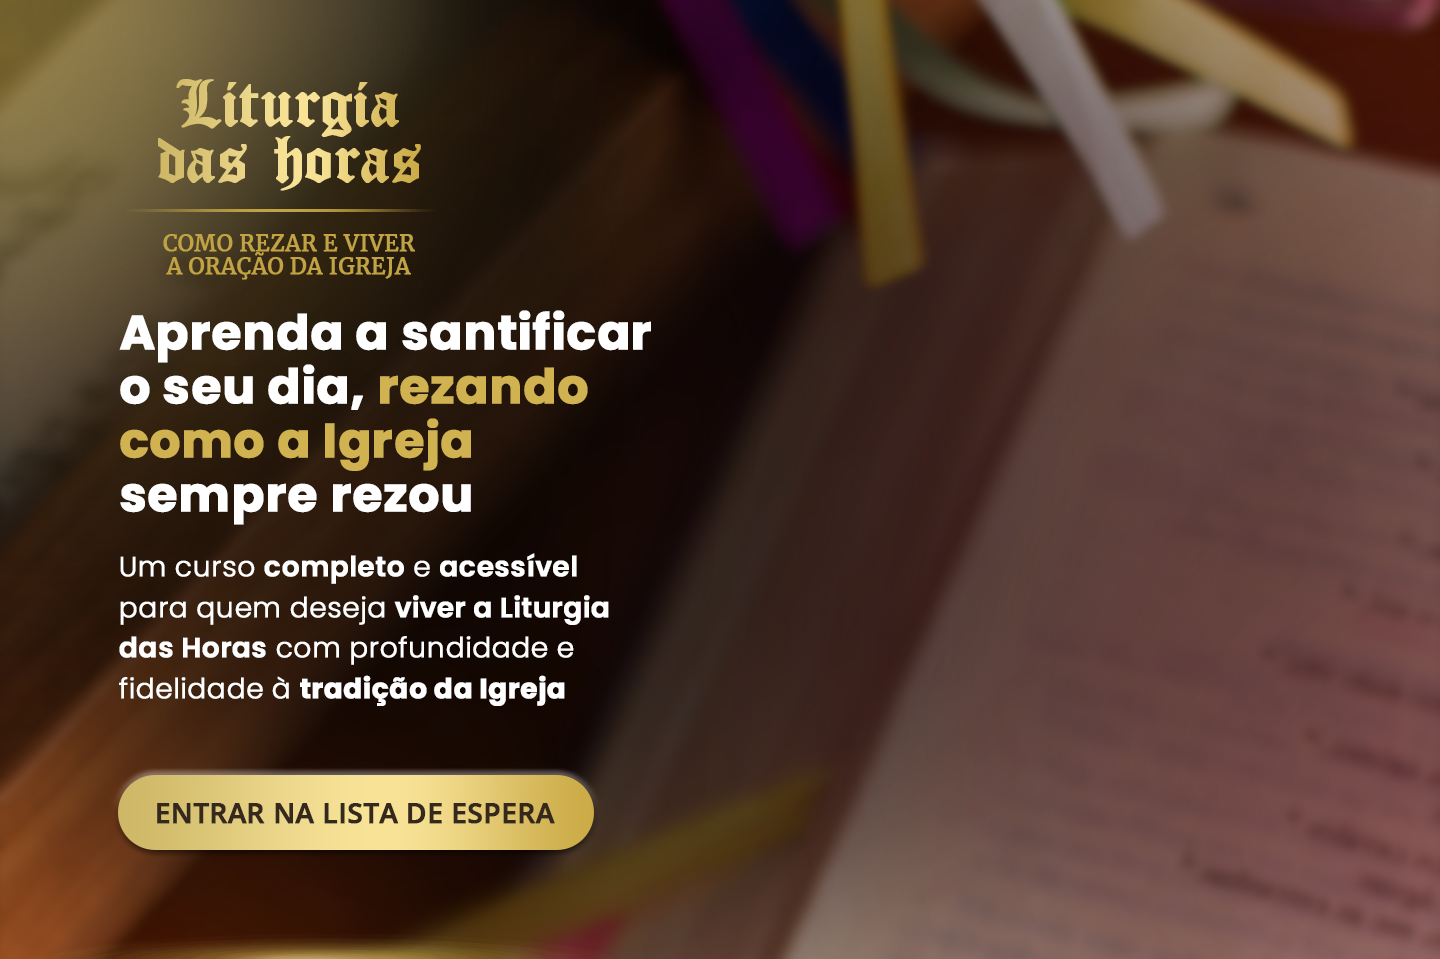 Liturgia
das horas
COMO REZAR E VIVER
A ORAÇÃO DA IGREJA
Aprenda a santificar
o seu dia, rezando
como a Igreja
sempre rezou
Um curso completo e acessível
para quem deseja viver a Liturgia
das Horas com profundidade e
fidelidade à tradição da Igreja
ENTRAR NA LISTA DE ESPERA